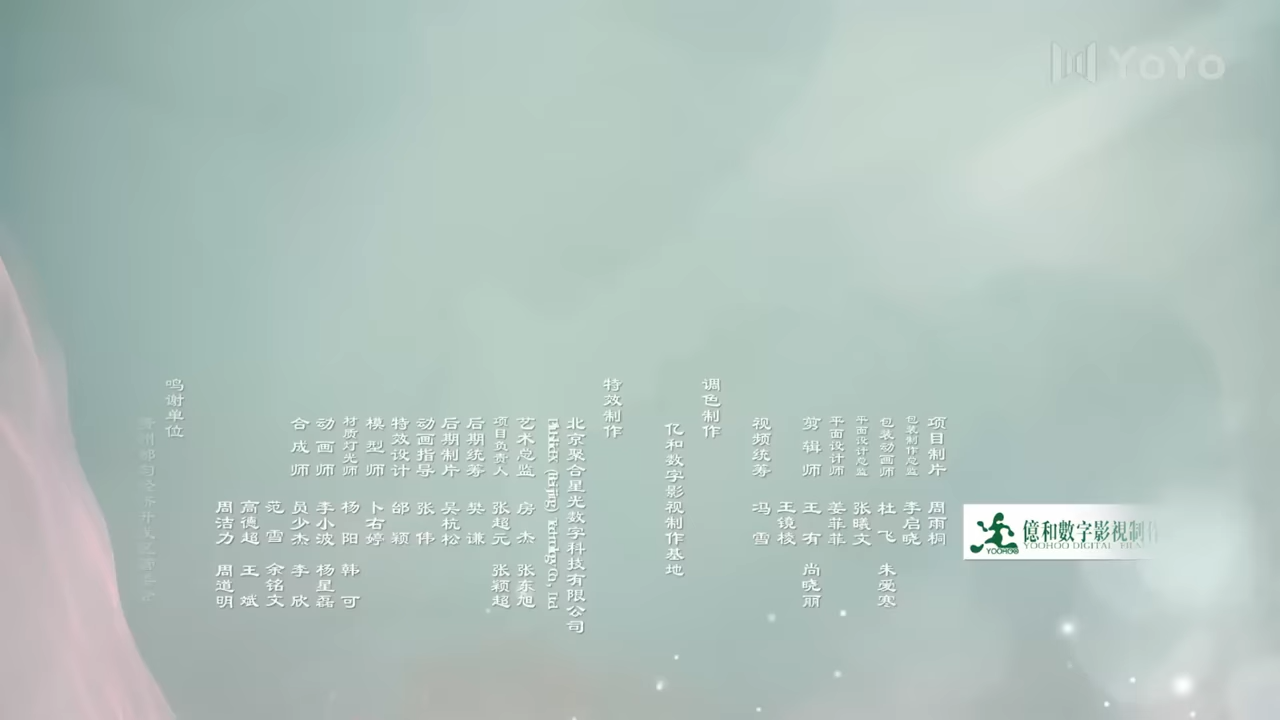 YoYo
億和數字影視制作
YOOHOO DIGITAL FILM
项目制片 周雨桐
包装制作总监 李启晓
包装动画师 杜飞 朱爱寒
平面设计总监 张曦文
平面设计师 姜菲菲
剪辑师 王有 尚晓丽
王镜棱
视频统筹 冯雪
调色制作
亿和数字影视制作基地
特效制作
北京聚合星光数字科技有限公司
(Beijing) Technology Co., Ltd
艺术总监 房杰 张东旭
项目负责人 张超元 张颖超
后期统筹 樊谦
后期制片 吴杭松
动画指导 张伟
特效设计 邰颖
模型师 卜右婷
材质灯光师 杨阳 韩可
动画师 李小波 杨星磊
合成师 员少杰 李欣
范雪 余铭文
高德超 王斌
周洁力 周道明
鸣谢单位